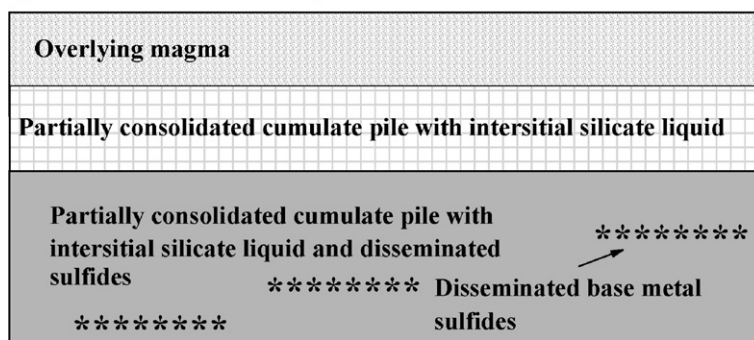 Overlying magma
Partially consolidated cumulate pile with intersitial silicate liquid
Partially consolidated cumulate pile with
intersitial silicate liquid and disseminated
sulfides
********
********
Disseminated base metal
sulfides
********